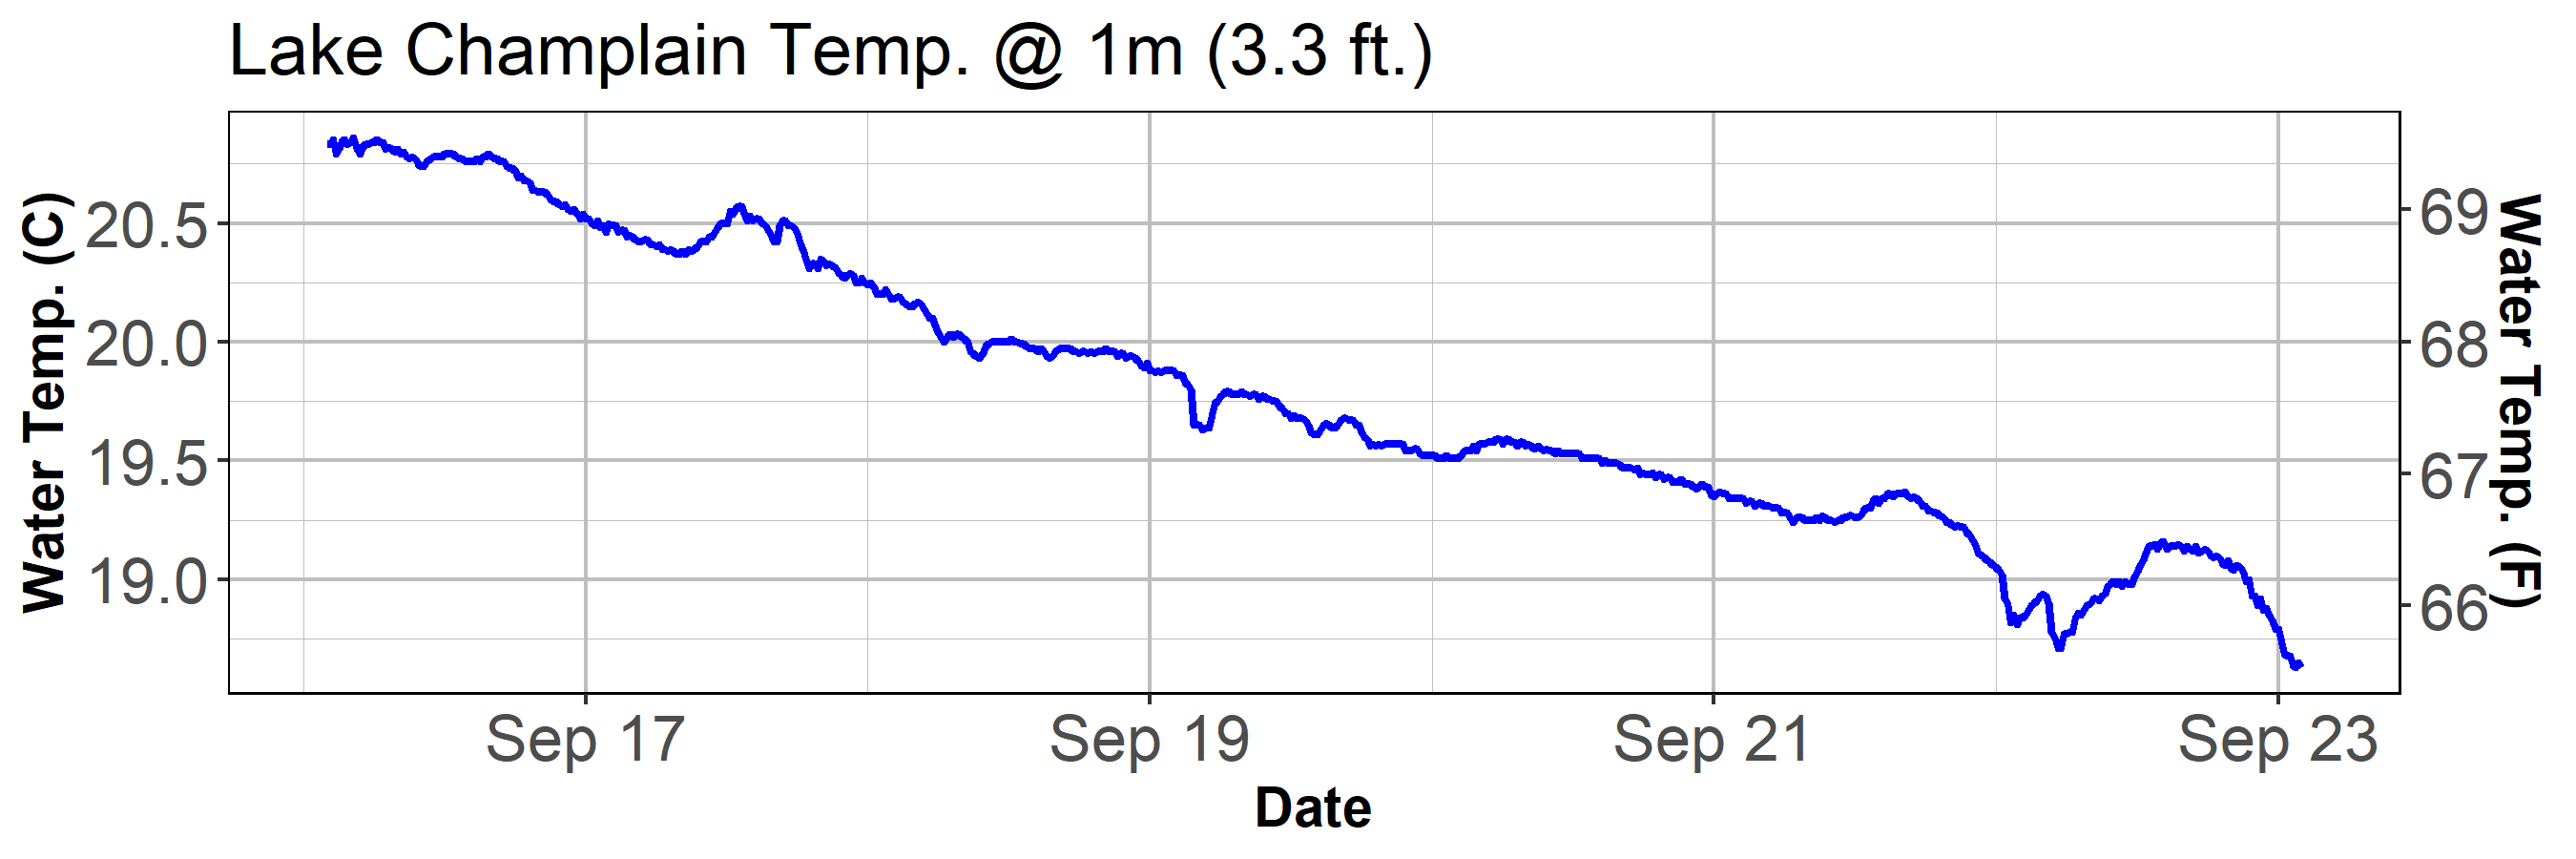 Lake Champlain Temp. @ 1m (3.3 ft.)
Water Temp. (C)
20.5
20.0
19.5
19.0
69
68
67
66
Water Temp. (F)
Sep 17 Sep 19 Sep 21 Sep 23
Date